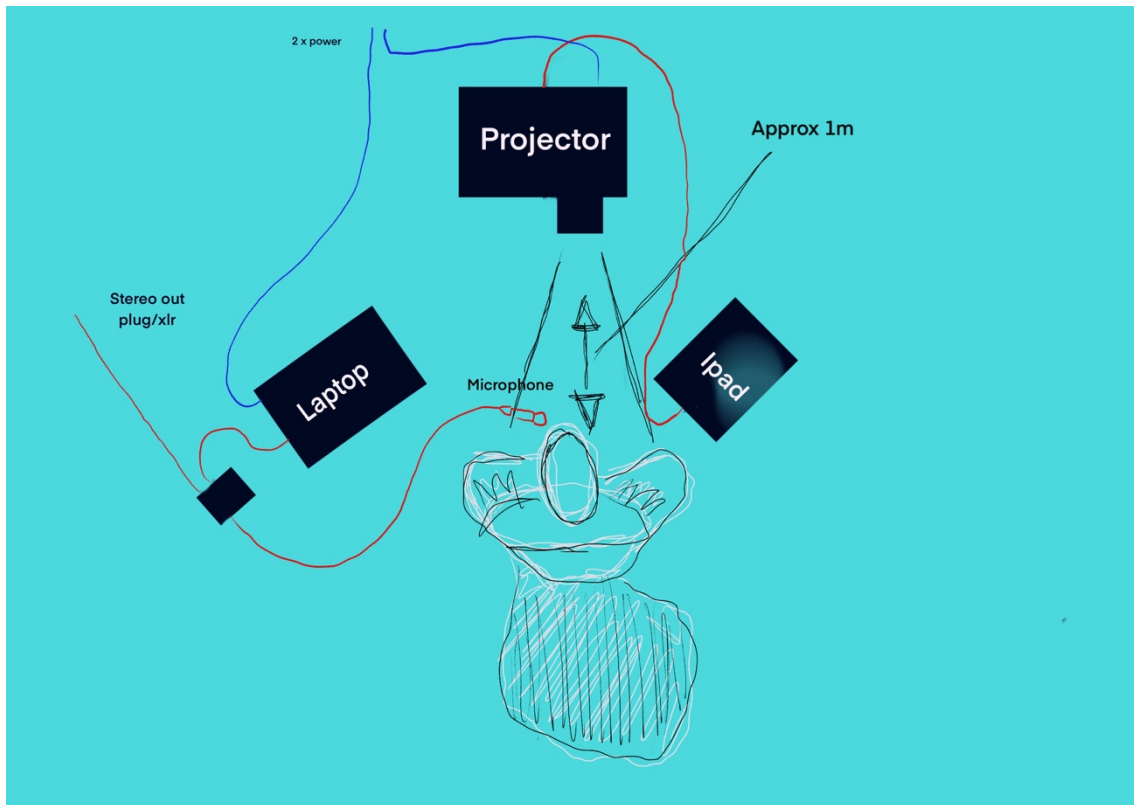 2 x power
Projector
Approx 1m
Stereo out
plug/xlr
Laptop
Microphone
Ipad